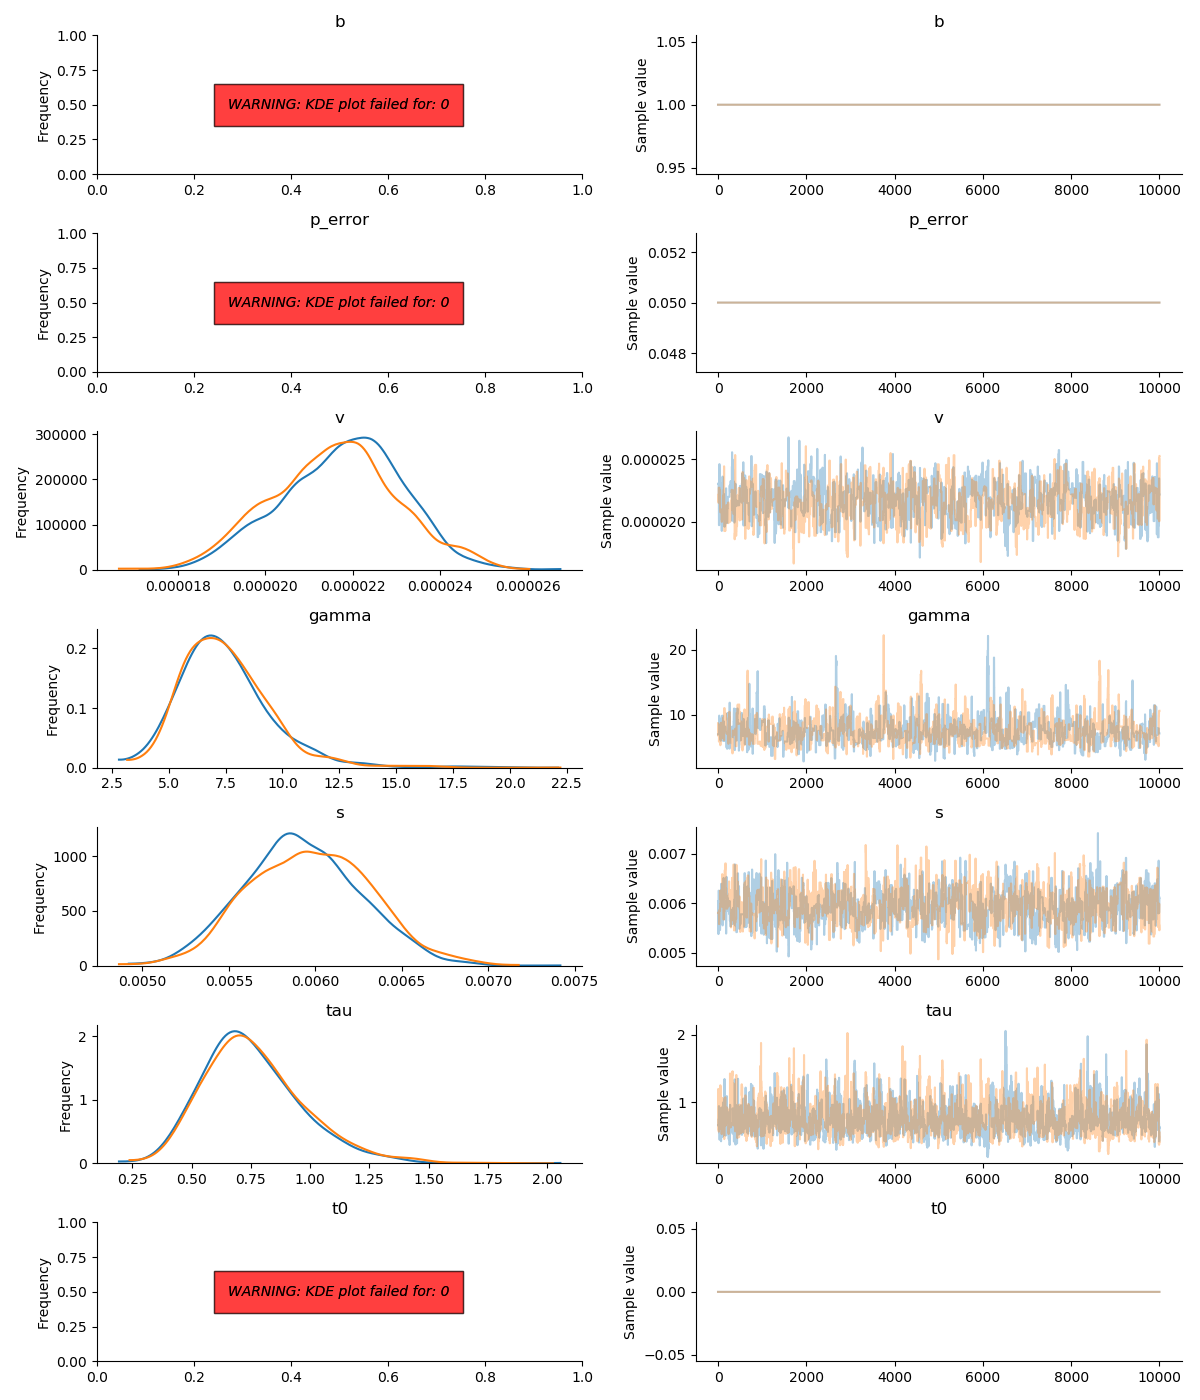 b
b
1.00
0.75
0.50
0.25
0.00
Frequency
WARNING: KDE plot failed for: 0
0.0 0.2 0.4 0.6 0.8 1.0
1.05
1.00
0.95
Sample value
0 2000 4000 6000 8000 10000
p_error
p_error
1.00
0.75
0.50
0.25
0.00
Frequency
WARNING: KDE plot failed for: 0
0.0 0.2 0.4 0.6 0.8 1.0
0.052
0.050
0.048
Sample value
0 2000 4000 6000 8000 10000
v
v
300000
200000
100000
0
Frequency
0.000018 0.000020 0.000022 0.000024 0.000026
0.000025
0.000020
Sample value
0 2000 4000 6000 8000 10000
gamma
gamma
0.2
0.1
0.0
Frequency
2.5 5.0 7.5 10.0 12.5 15.0 17.5 20.0 22.5
20
10
Sample value
0 2000 4000 6000 8000 10000
s
s
1000
500
0
Frequency
0.0050 0.0055 0.0060 0.0065 0.0070 0.0075
0.007
0.006
0.005
Sample value
0 2000 4000 6000 8000 10000
tau
tau
2
1
0
Frequency
0.25 0.50 0.75 1.00 1.25 1.50 1.75 2.00
2
1
Sample value
0 2000 4000 6000 8000 10000
t0
t0
1.00
0.75
0.50
0.25
0.00
Frequency
WARNING: KDE plot failed for: 0
0.0 0.2 0.4 0.6 0.8 1.0
0.05
0.00
−0.05
Sample value
0 2000 4000 6000 8000 10000